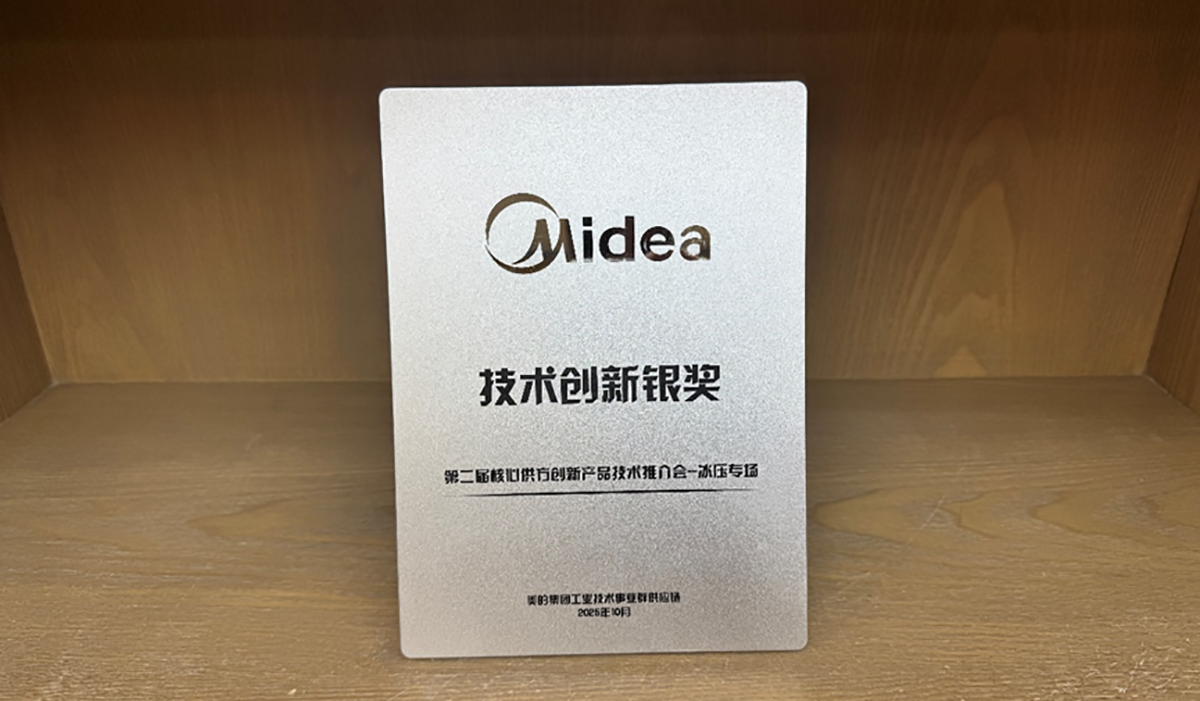 Midea
技术创新银奖
第二届核心供方创新产品技术推介会-冰压专场
美的集团工业技术事业群供应链
2025年10月